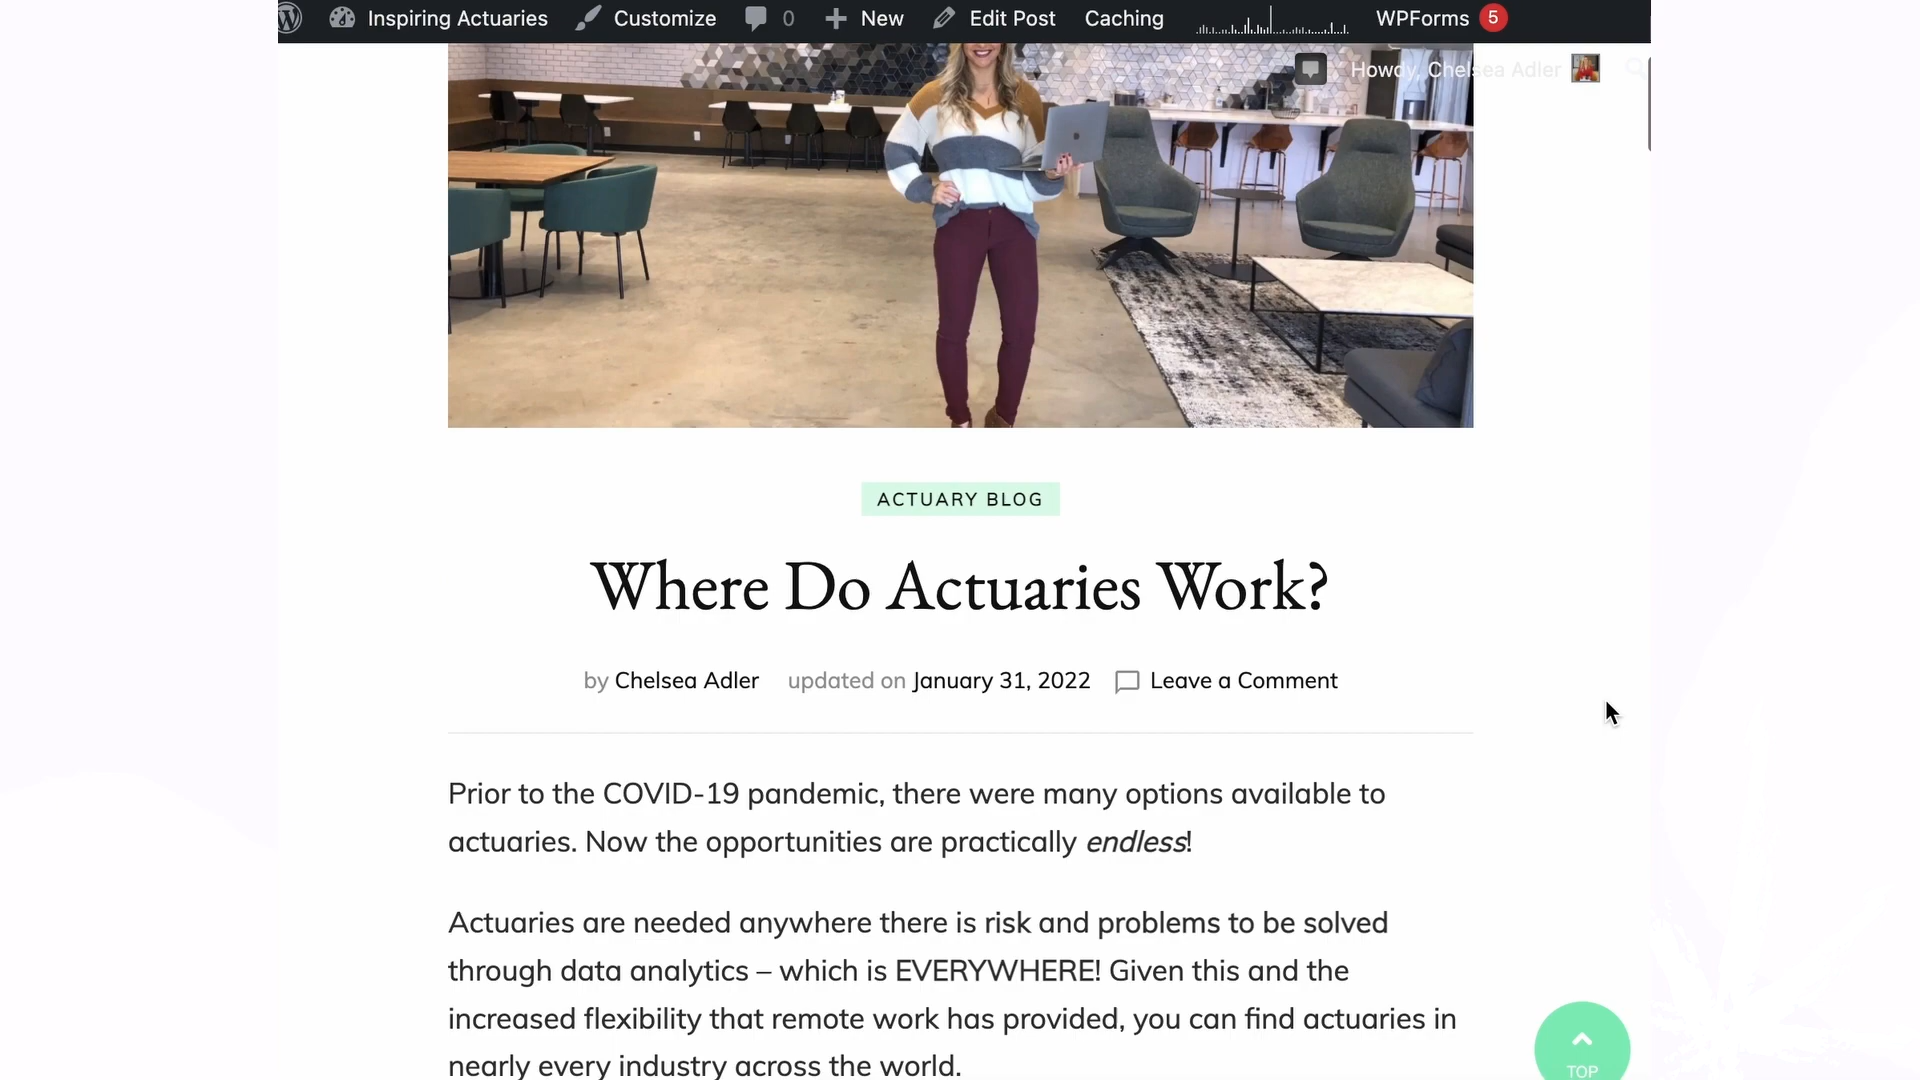 Inspiring Actuaries Customize 0 New Edit Post Caching WPForms 5
Howdy, Chelsea Adler
ACTUARY BLOG
Where Do Actuaries Work?
by Chelsea Adler updated on January 31, 2022 Leave a Comment
Prior to the COVID-19 pandemic, there were many options available to
actuaries. Now the opportunities are practically endless!
Actuaries are needed anywhere there is risk and problems to be solved
through data analytics – which is EVERYWHERE! Given this and the
increased flexibility that remote work has provided, you can find actuaries in
nearly every industry across the world.
TOP